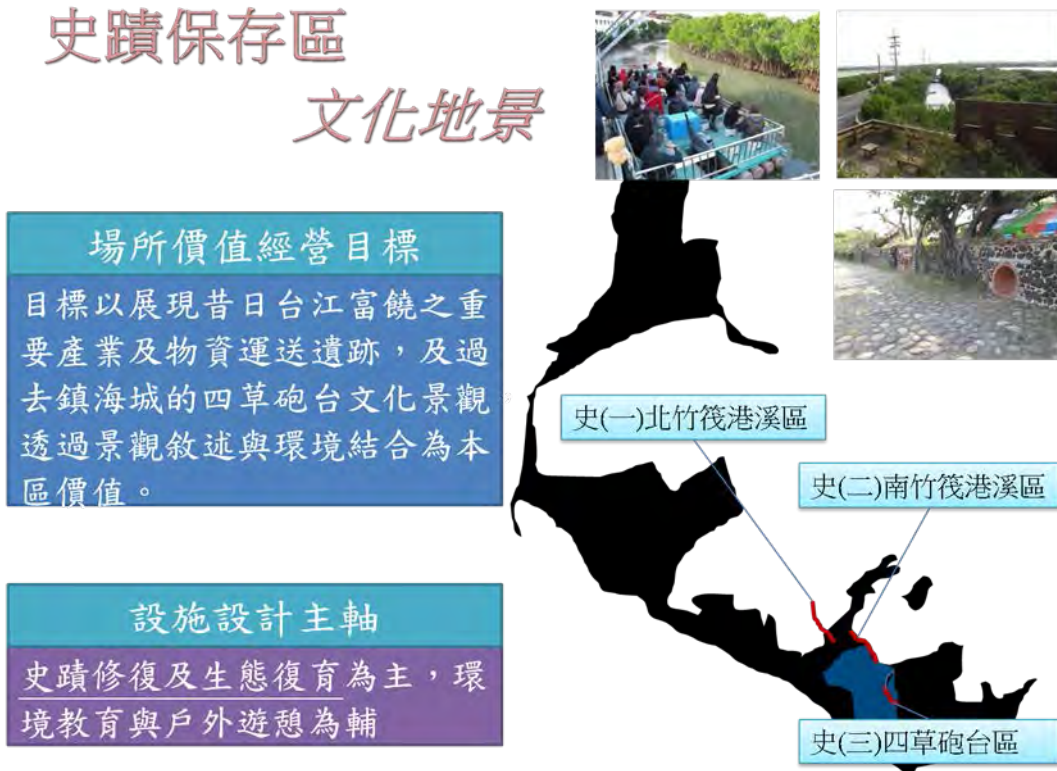 史蹟保存區
文化地景
場所價值經營目標
目標以展現昔日台江富饒之重
要產業及物資運送遺跡，及過
去鎮海城的四草砲台文化景觀
透過景觀敘述與環境結合為本
區價值。
設施設計主軸
史蹟修復及生態復育為主，環
境教育與戶外遊憩為輔
史(一)北竹筏港溪區
史(二)南竹筏港溪區
史(三)四草砲台區